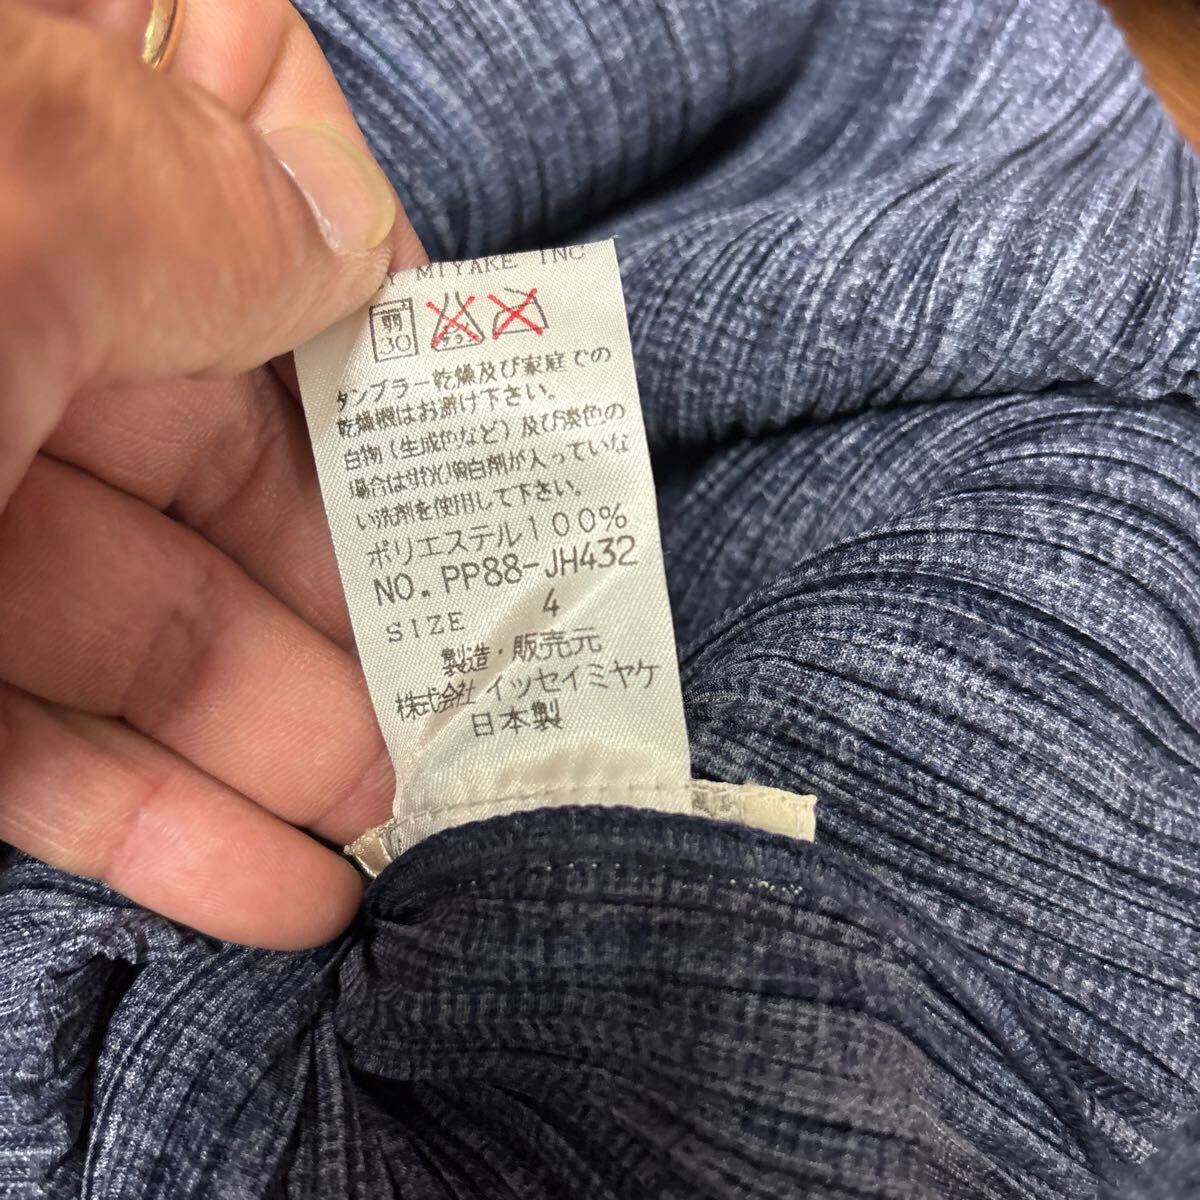 EY MIYAKE INC
弱
30
サラシ
タンブラー乾燥及び家庭での
乾燥機はお避け下さい。
白物(生成色など)及び淡色の
場合は蛍光増白剤が入っていな
い洗剤を使用して下さい。
ポリエステル100%
NO. PP88-JH432
SIZE 4
製造・販売元
株式会社 イッセイミヤケ
日本製